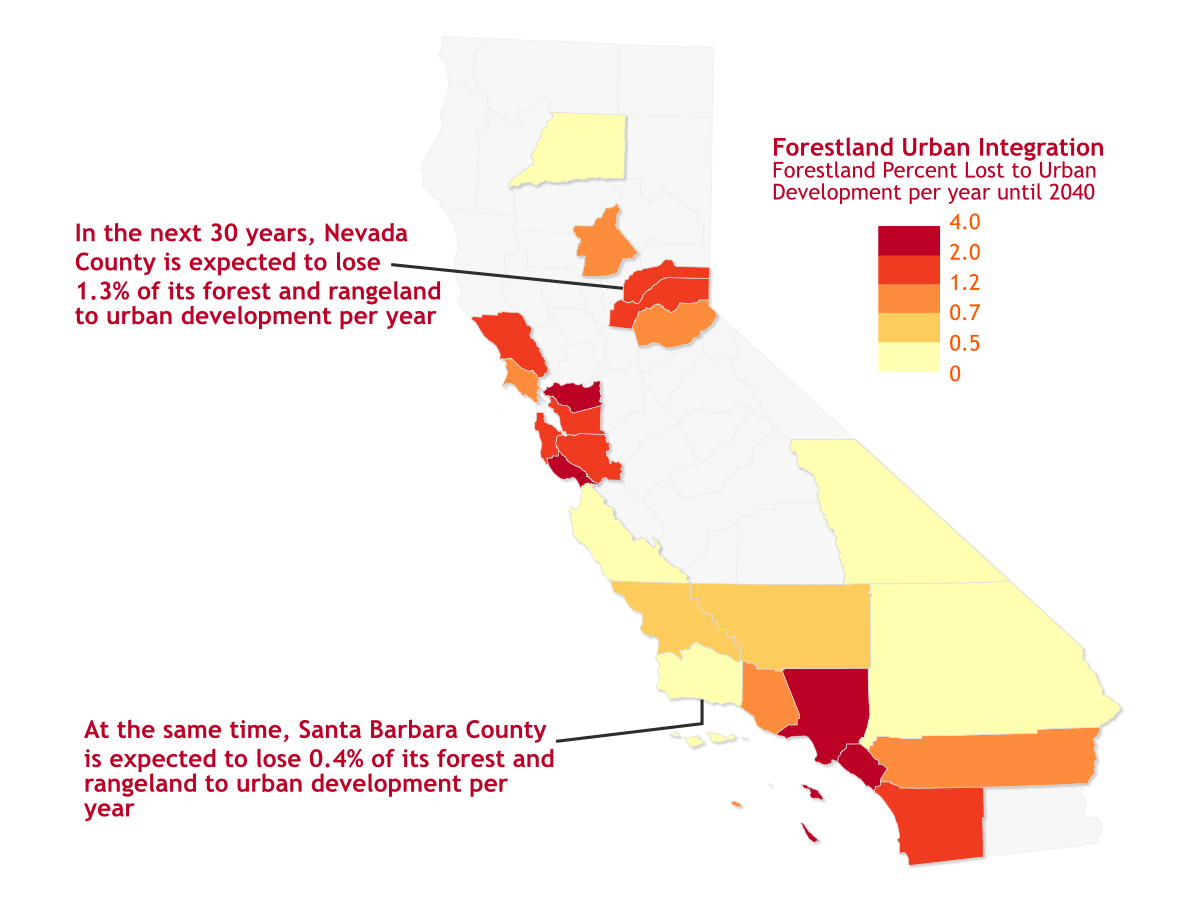 Forestland Urban Integration
Forestland Percent Lost to Urban
Development per year until 2040
4.0
2.0
1.2
0.7
0.5
0
In the next 30 years, Nevada
County is expected to lose
1.3% of its forest and rangeland
to urban development per year
At the same time, Santa Barbara County
is expected to lose 0.4% of its forest and
rangeland to urban development per
year